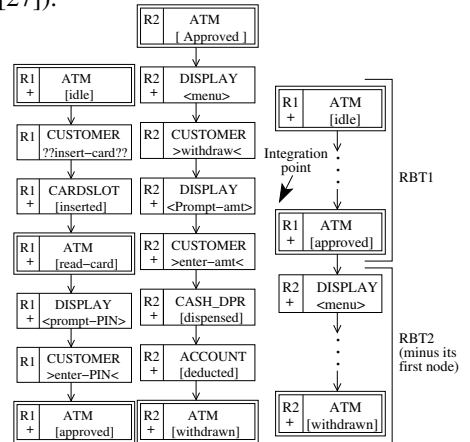 [27]).
R1 + ATM [idle]
R1 CUSTOMER ??insert−card??
R1 + CARDSLOT [inserted]
R1 + ATM [read−card]
R1 + DISPLAY <prompt−PIN>
R1 CUSTOMER >enter−PIN<
R1 + ATM [approved]
R2 ATM [ Approved ]
R2 + DISPLAY <menu>
R2 CUSTOMER >withdraw<
R2 + DISPLAY <Prompt−amt>
R2 + CUSTOMER >enter−amt<
R2 + CASH_DPR [dispensed]
R2 + ACCOUNT [deducted]
R2 + ATM [withdrawn]
R1 + ATM [idle]
Integration
point
R1 + ATM [approved]
R2 + DISPLAY <menu>
R2 + ATM [withdrawn]
RBT1
RBT2
(minus its
first node)